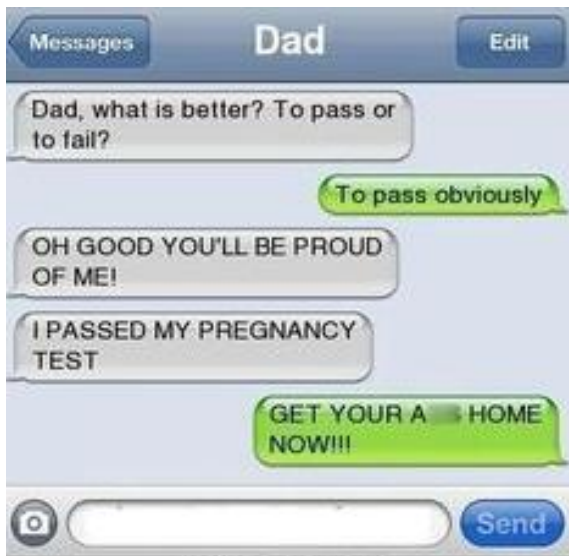 Messages
Dad
Edit
Dad, what is better? To pass or
to fail?
To pass obviously
OH GOOD YOU'LL BE PROUD
OF ME!
I PASSED MY PREGNANCY
TEST
GET YOUR A HOME
NOW!!!
Send